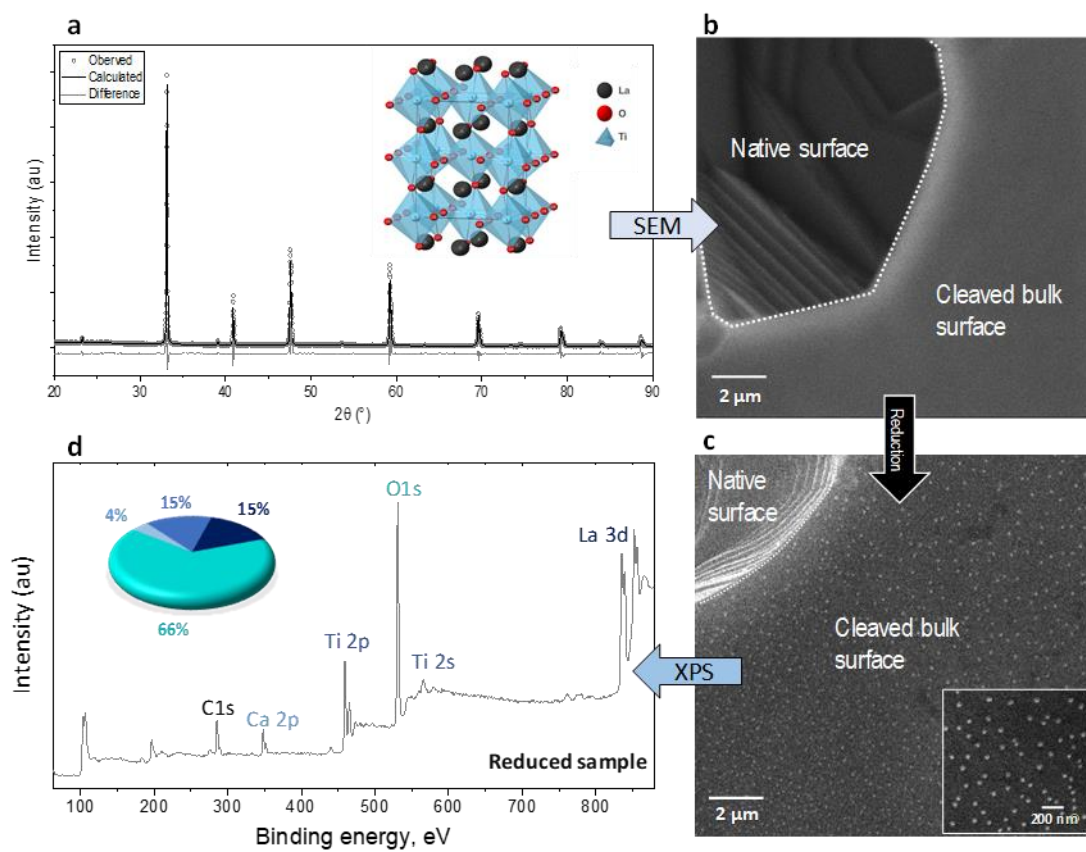 a
Oberved
Calculated
Difference
La
O
Ti
Intensity (au)
20 30 40 50 60 70 80 90
2θ (°)
SEM
b
Native surface
Cleaved bulk
surface
2 µm
Reduction
c
Native
surface
Cleaved bulk
surface
2 µm
200 nm
XPS
d
4%
15%
15%
66%
O1s
La 3d
Ti 2p
Ti 2s
C1s
Ca 2p
Reduced sample
Intensity (au)
100 200 300 400 500 600 700 800
Binding energy, eV